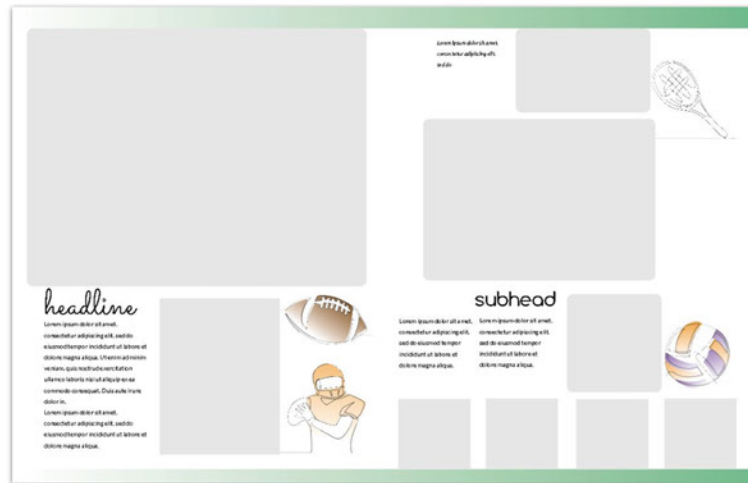 Lorem ipsum dolor sit amet,
consectetur adipiscing elit,
sed do
headline
Lorem ipsum dolor sit amet,
consectetur adipiscing elit, sed do
eiusmod tempor incididunt ut labore et
dolore magna aliqua. Ut enim ad minim
veniam, quis nostrud exercitation
ullamco laboris nisi ut aliquip ex ea
commodo consequat. Duis aute irure
dolor in.
Lorem ipsum dolor sit amet,
consectetur adipiscing elit, sed do
eiusmod tempor incididunt ut labore et
dolore magna aliqua.
subhead
Lorem ipsum dolor sit amet,
consectetur adipiscing elit,
sed do eiusmod tempor
incididunt ut labore et
dolore magna aliqua.
Lorem ipsum dolor sit amet,
consectetur adipiscing elit,
sed do eiusmod tempor
incididunt ut labore et
dolore magna aliqua.